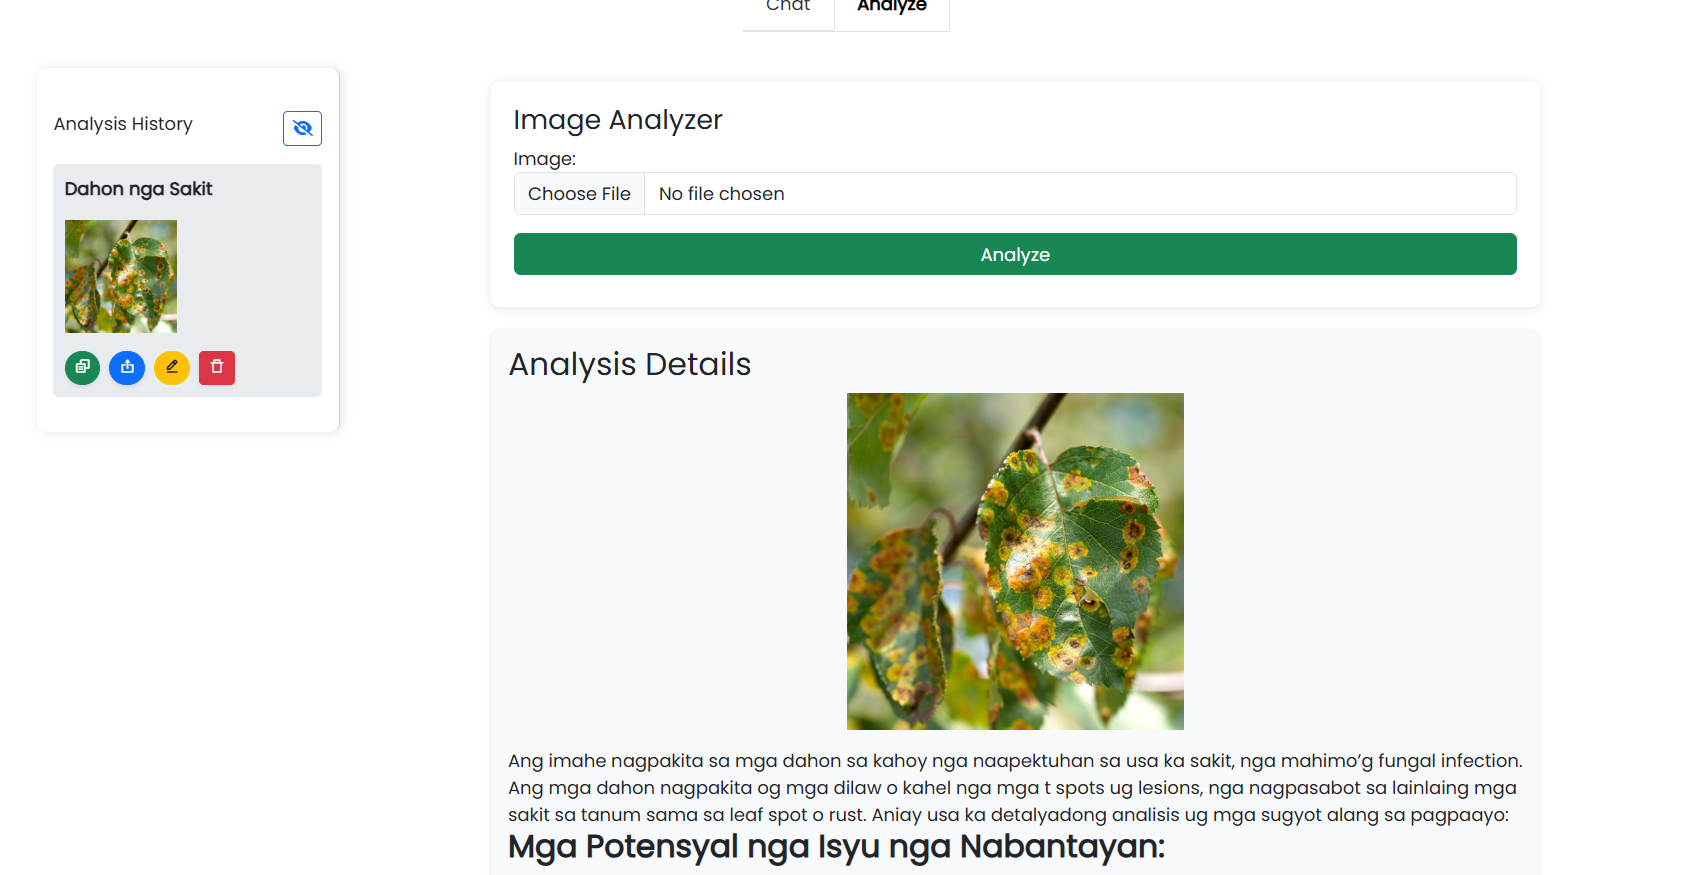 Chat Analyze
Analysis History
Dahon nga Sakit
Image Analyzer
Image:
Choose File No file chosen
Analyze
Analysis Details
Ang imahe nagpakita sa mga dahon sa kahoy nga naapektuhan sa usa ka sakit, nga mahimo’g fungal infection.
Ang mga dahon nagpakita og mga dilaw o kahel nga mga t spots ug lesions, nga nagpasabot sa lainlaing mga
sakit sa tanum sama sa leaf spot o rust. Aniay usa ka detalyadong analisis ug mga sugyot alang sa pagpaayo:
Mga Potensyal nga Isyu nga Nabantayan: